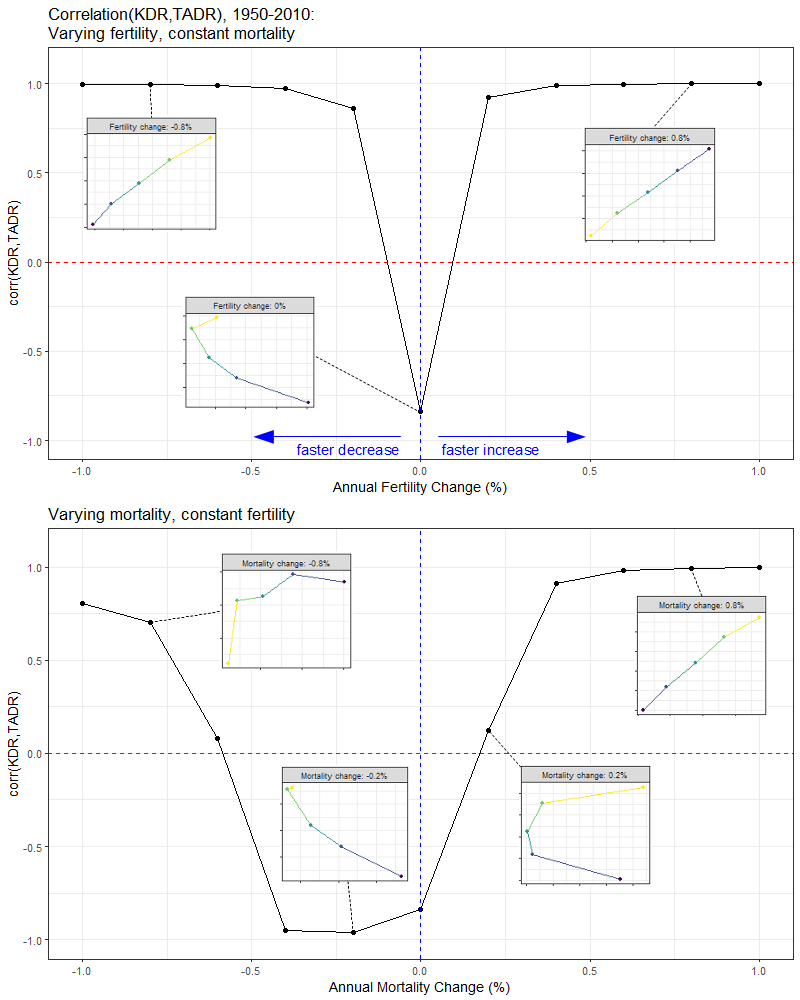 Correlation(KDR,TADR), 1950-2010:
Varying fertility, constant mortality
corr(KDR,TADR)
1.0
0.5
0.0
-0.5
-1.0
Fertility change: -0.8%
Fertility change: 0.8%
Fertility change: 0%
faster decrease
faster increase
-1.0
-0.5
0.0
0.5
1.0
Annual Fertility Change (%)
Varying mortality, constant fertility
corr(KDR,TADR)
1.0
0.5
0.0
-0.5
-1.0
Mortality change: -0.8%
Mortality change: 0.8%
Mortality change: -0.2%
Mortality change: 0.2%
-1.0
-0.5
0.0
0.5
1.0
Annual Mortality Change (%)